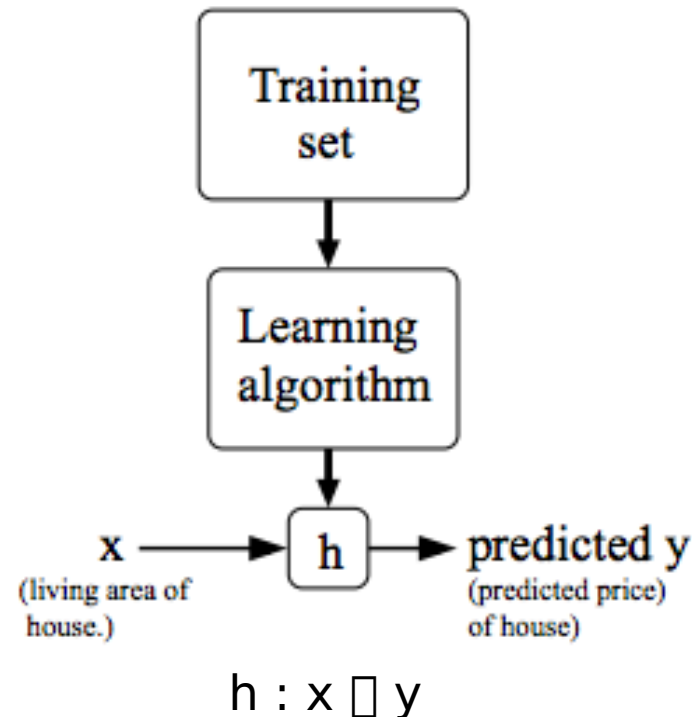 Training
set
Learning
algorithm
x
h
predicted y
(living area of
house.)
(predicted price)
of house)
h : x ▯ y